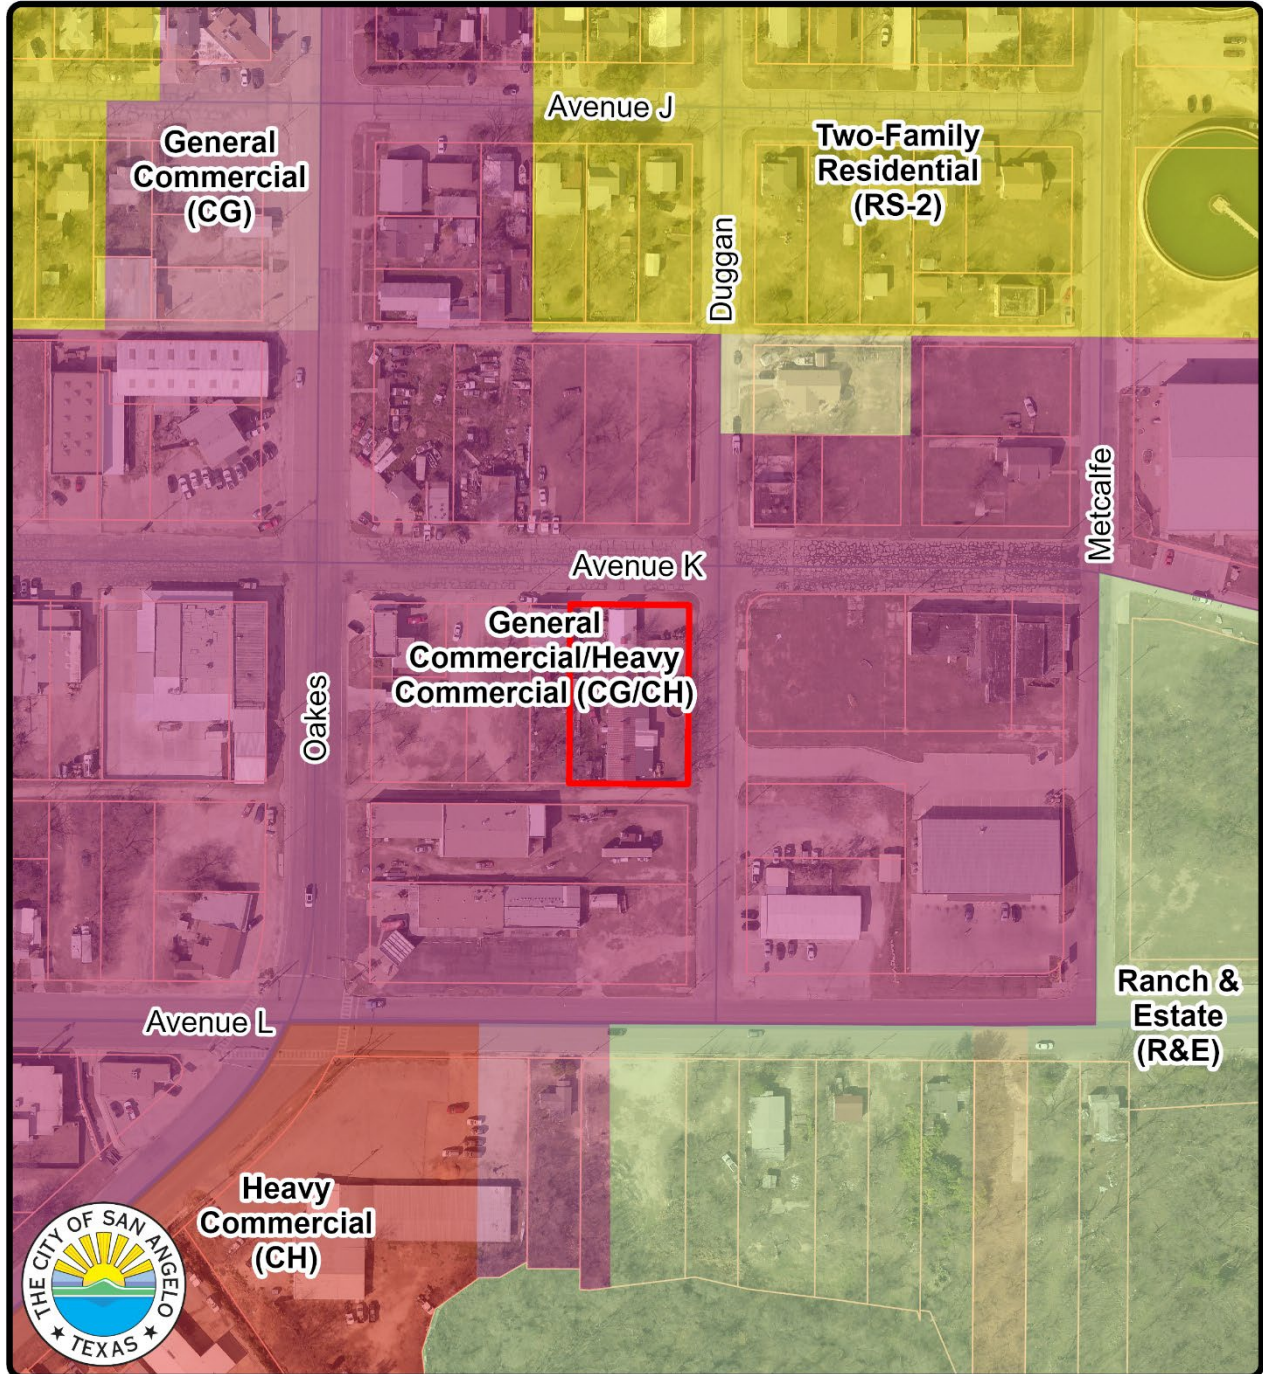 Avenue J
General
Commercial
(CG)
Two-Family
Residential
(RS-2)
Duggan
Metcalfe
Avenue K
General
Commercial/Heavy
Commercial (CG/CH)
Oakes
Ranch &
Estate
(R&E)
Avenue L
Heavy
Commercial
(CH)
THE CITY OF SAN ANGELO
★ TEXAS ★